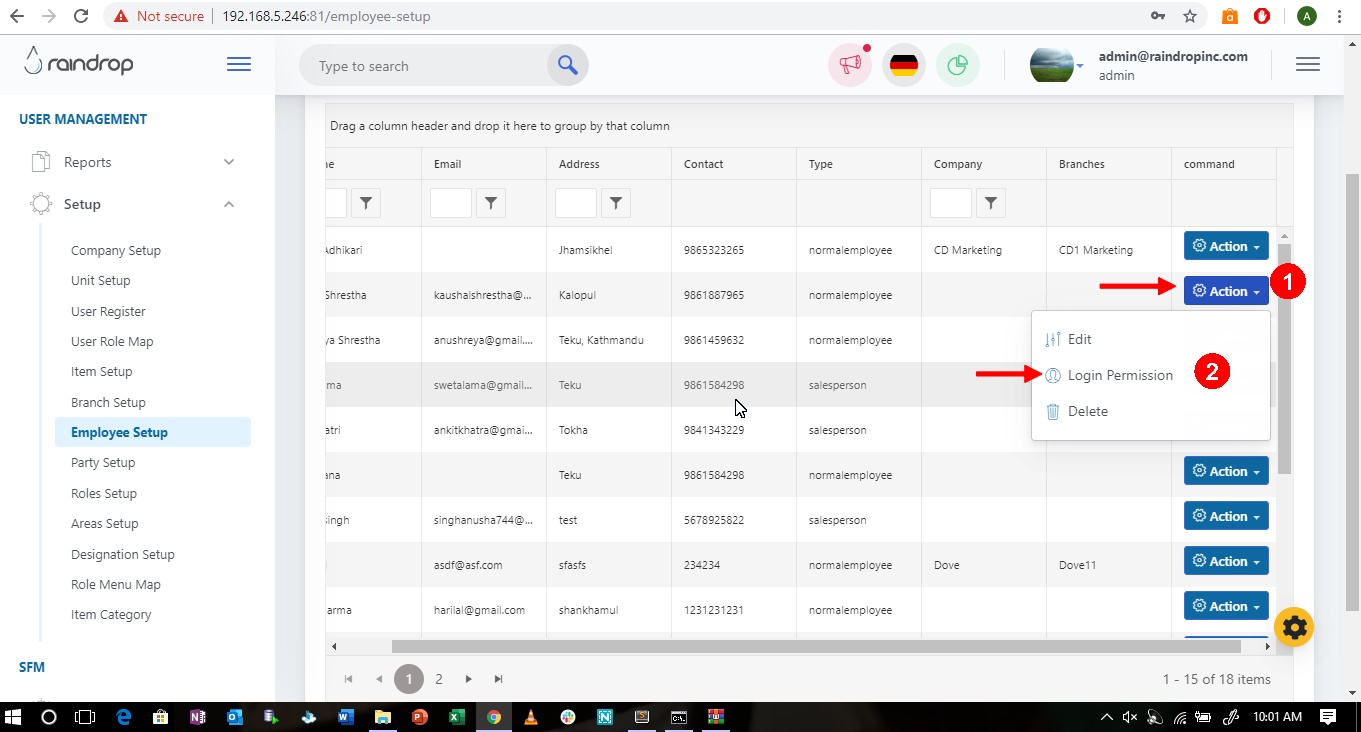 Not secure | 192.168.5.246:81/employee-setup
A
raindrop
Type to search
admin@raindropinc.com
admin
USER MANAGEMENT
Reports
Setup
Company Setup
Unit Setup
User Register
User Role Map
Item Setup
Branch Setup
Employee Setup
Party Setup
Roles Setup
Areas Setup
Designation Setup
Role Menu Map
Item Category
SFM
Drag a column header and drop it here to group by that column
Email Address Contact Type Company Branches command
Adhikari Jhamsikhel 9865323265 normalemployee CD Marketing CD1 Marketing Action
Shrestha kaushalshrestha@... Kalopul 9861887965 normalemployee Action 1
ya Shrestha anushreya@gmail.... Teku, Kathmandu 9861459632 normalemployee
ma swetalama@gmail... Teku 9861584298 salesperson
atri ankitkhatra@gmai... Tokha 9841343229 salesperson
Edit
Login Permission 2
Delete
ana Teku 9861584298 normalemployee Action
singh singhanusha744@... test 5678925822 salesperson Action
asdf@asf.com sfasfs 234234 normalemployee Dove Dove11 Action
arma harilal@gmail.com shankhamul 1231231231 normalemployee Action
1 2 1 - 15 of 18 items
10:01 AM